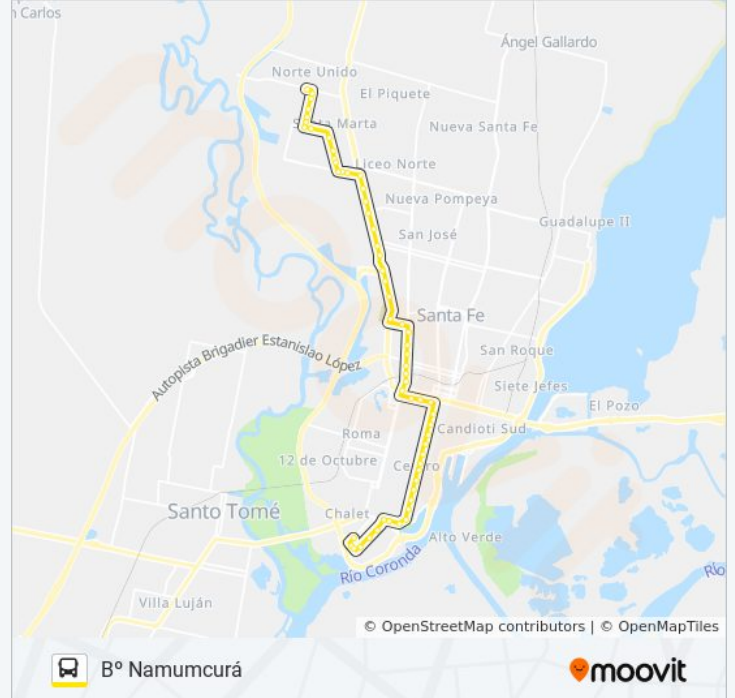 n Carlos
Ángel Gallardo
Norte Unido
El Piquete
Santa Marta
Nueva Santa Fe
Liceo Norte
Nueva Pompeya
Guadalupe II
San José
Santa Fe
Autopista Brigadier Estanislao López
San Roque
Siete Jefes
El Pozo
Roma
Candioti Sud
12 de Octubre
Centro
Santo Tomé
Chalet
Alto Verde
Río Coronda
Río
Villa Luján
© OpenStreetMap contributors | © OpenMapTiles
Bº Namumcurá
moovit